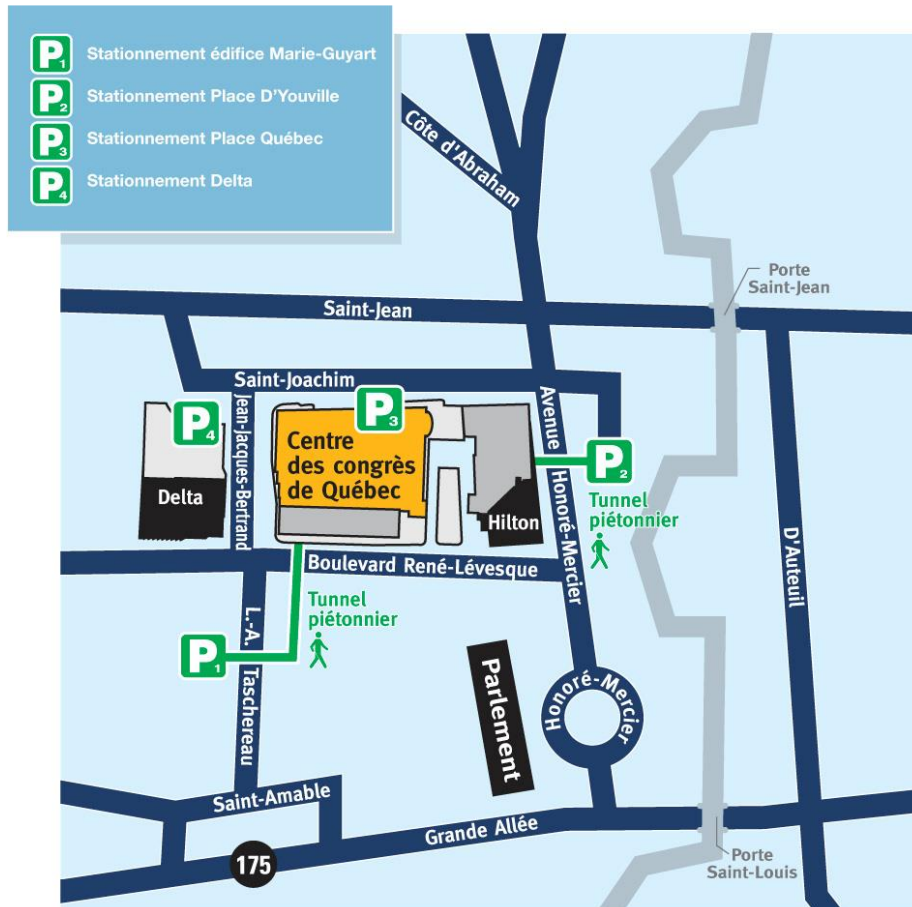 P1 Stationnement édifice Marie-Guyart
P2 Stationnement Place D'Youville
P3 Stationnement Place Québec
P4 Stationnement Delta
Côte d'Abraham
Porte
Saint-Jean
Saint-Jean
Saint-Joachim
Jean-Jacques-Bertrand
Avenue Honoré-Mercier
P4
P3
P2
Centre
des congrès
de Québec
Delta
Hilton
Tunnel
piétonnier
D'Auteuil
Boulevard René-Lévesque
Tunnel
piétonnier
P1
L.-A. Taschereau
Parlement
Honoré-Mercier
Saint-Amable
Grande Allée
175
Porte
Saint-Louis